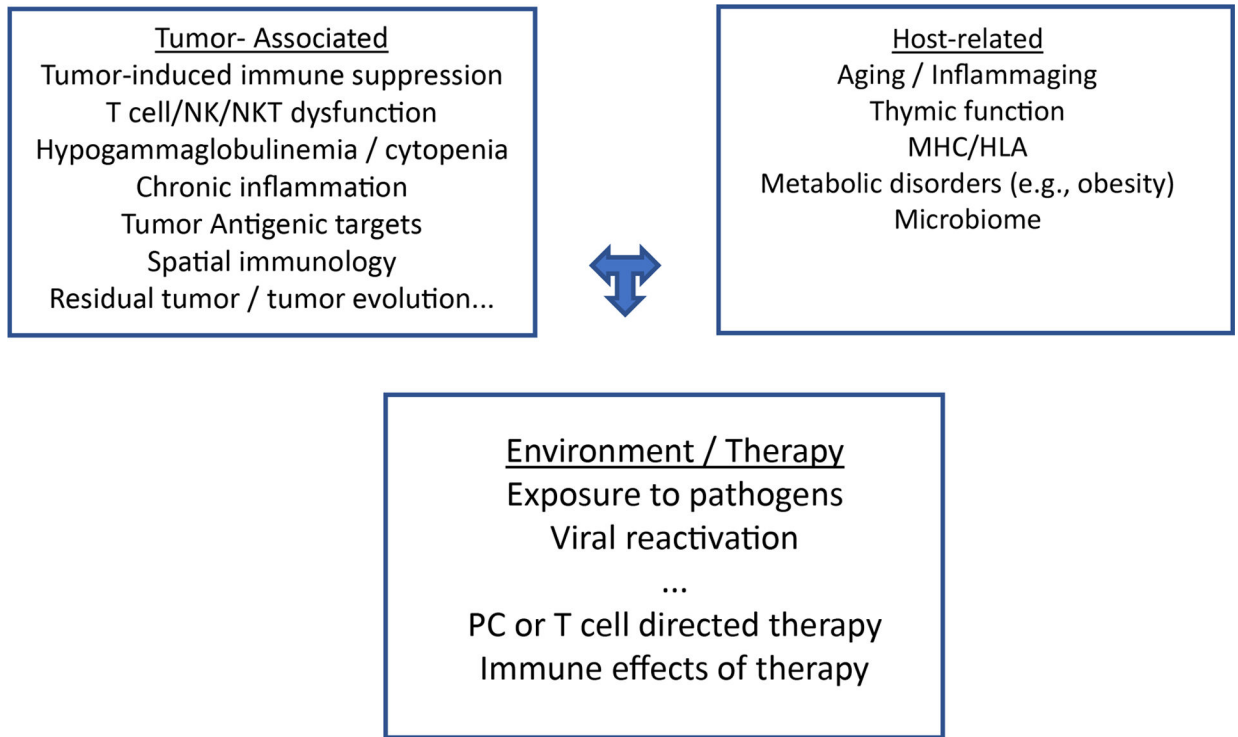 Tumor- Associated
Tumor-induced immune suppression
T cell/NK/NKT dysfunction
Hypogammaglobulinemia / cytopenia
Chronic inflammation
Tumor Antigenic targets
Spatial immunology
Residual tumor / tumor evolution...
Host-related
Aging / Inflammaging
Thymic function
MHC/HLA
Metabolic disorders (e.g., obesity)
Microbiome
Environment / Therapy
Exposure to pathogens
Viral reactivation
...
PC or T cell directed therapy
Immune effects of therapy